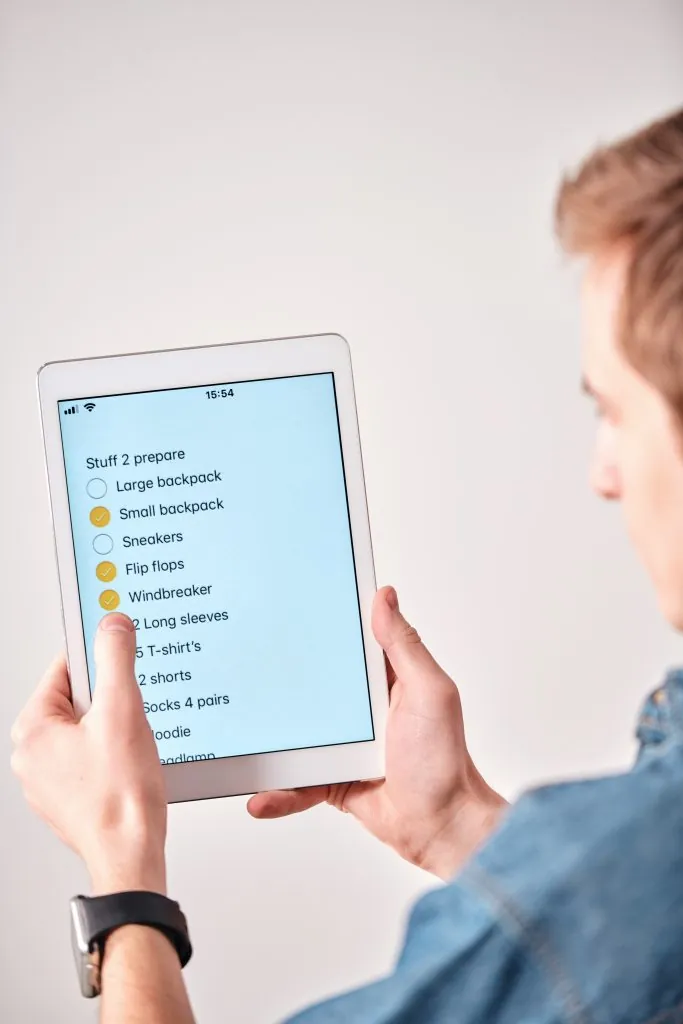 15:54
Stuff 2 prepare
Large backpack
Small backpack
Sneakers
Flip flops
Windbreaker
2 Long sleeves
5 T-shirt's
2 shorts
Socks 4 pairs